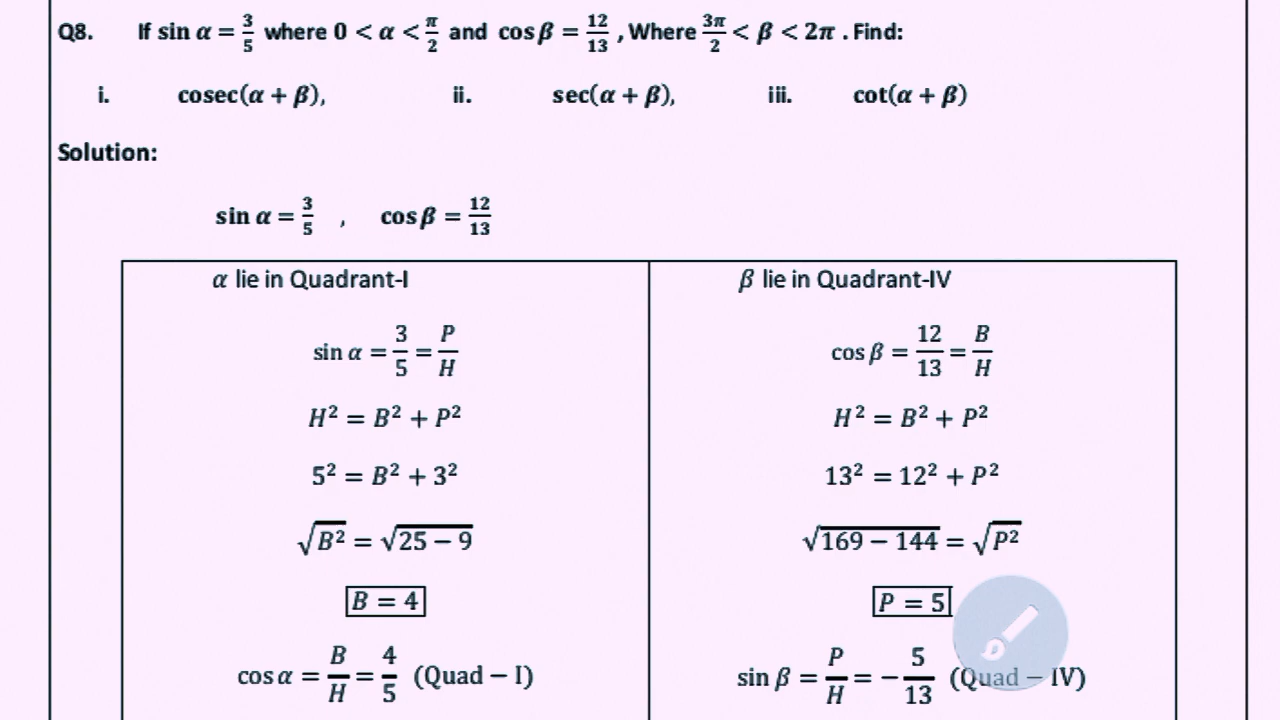 Q8. If sin α = 3/5 where 0 < α < π/2 and cos β = 12/13 , Where 3π/2 < β < 2π . Find:
i. cosec(α + β), ii. sec(α + β), iii. cot(α + β)
Solution:
sin α = 3/5 , cos β = 12/13
α lie in Quadrant-I
sin α = 3/5 = P/H
H² = B² + P²
5² = B² + 3²
√B² = √25 − 9
B = 4
cos α = B/H = 4/5 (Quad − I)
β lie in Quadrant-IV
cos β = 12/13 = B/H
H² = B² + P²
13² = 12² + P²
√169 − 144 = √P²
P = 5
sin β = P/H = − 5/13 (Quad − IV)